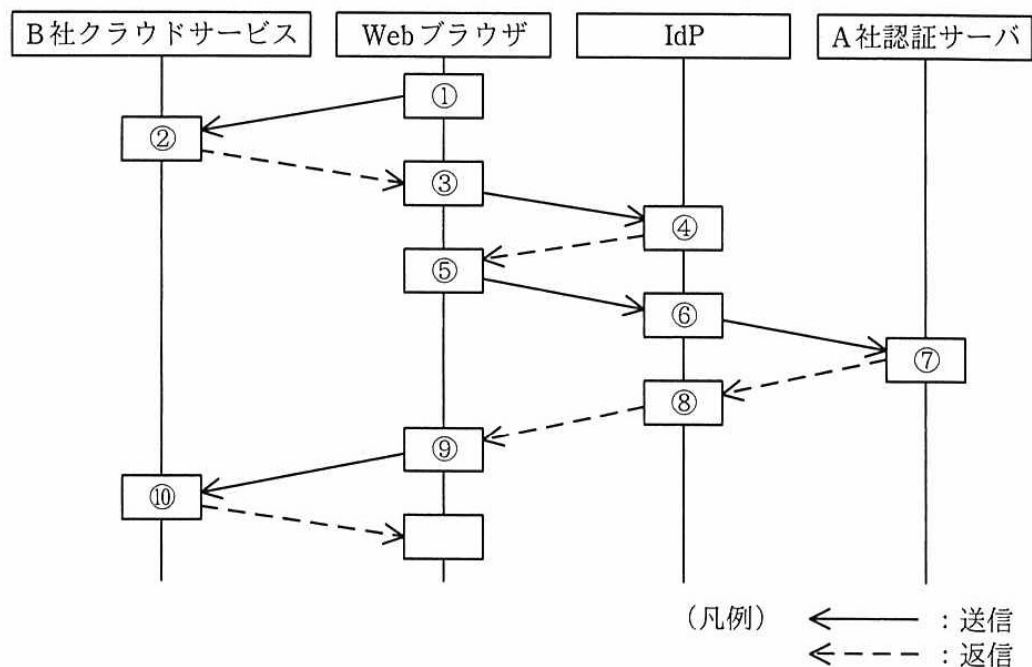 B社クラウドサービス
Webブラウザ
IdP
A社認証サーバ
①
②
③
④
⑤
⑥
⑦
⑧
⑨
⑩
(凡例)
:送信
:返信